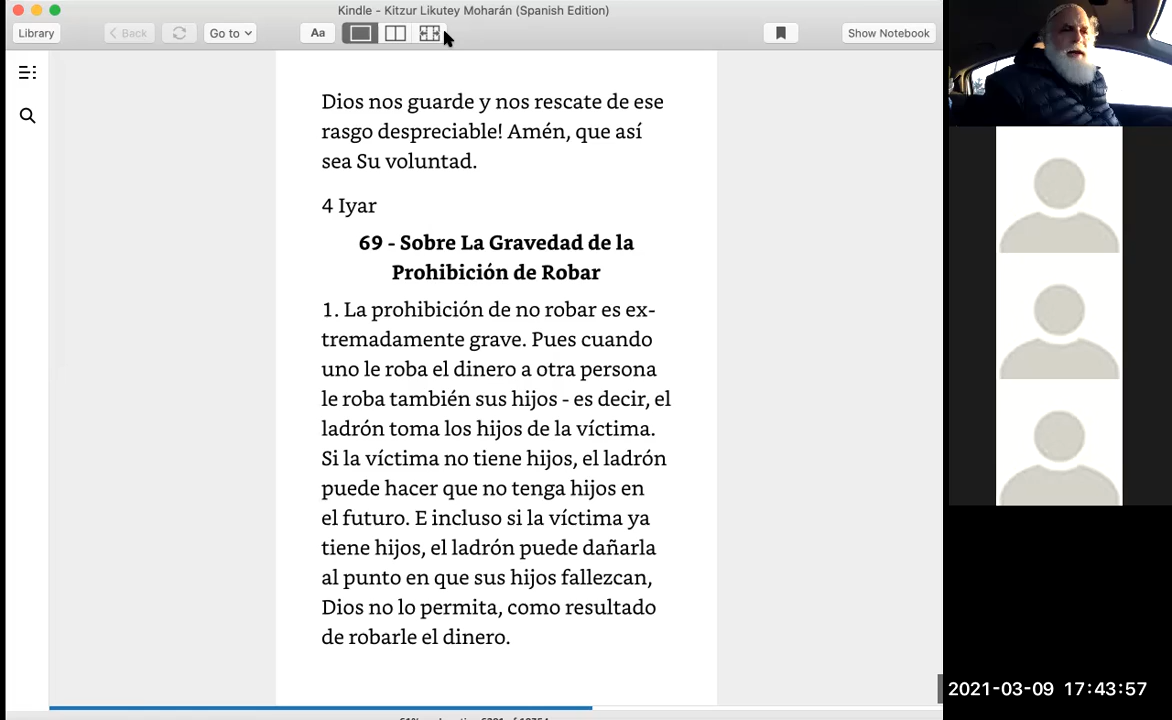 Kindle - Kitzur Likutey Moharán (Spanish Edition)
Library
Back
Go to
Aa
Show Notebook
Dios nos guarde y nos rescate de ese
rasgo despreciable! Amén, que así
sea Su voluntad.
4 Iyar
69 - Sobre La Gravedad de la
Prohibición de Robar
1. La prohibición de no robar es ex-
tremadamente grave. Pues cuando
uno le roba el dinero a otra persona
le roba también sus hijos - es decir, el
ladrón toma los hijos de la víctima.
Si la víctima no tiene hijos, el ladrón
puede hacer que no tenga hijos en
el futuro. E incluso si la víctima ya
tiene hijos, el ladrón puede dañarla
al punto en que sus hijos fallezcan,
Dios no lo permita, como resultado
de robarle el dinero.
2021-03-09 17:43:57